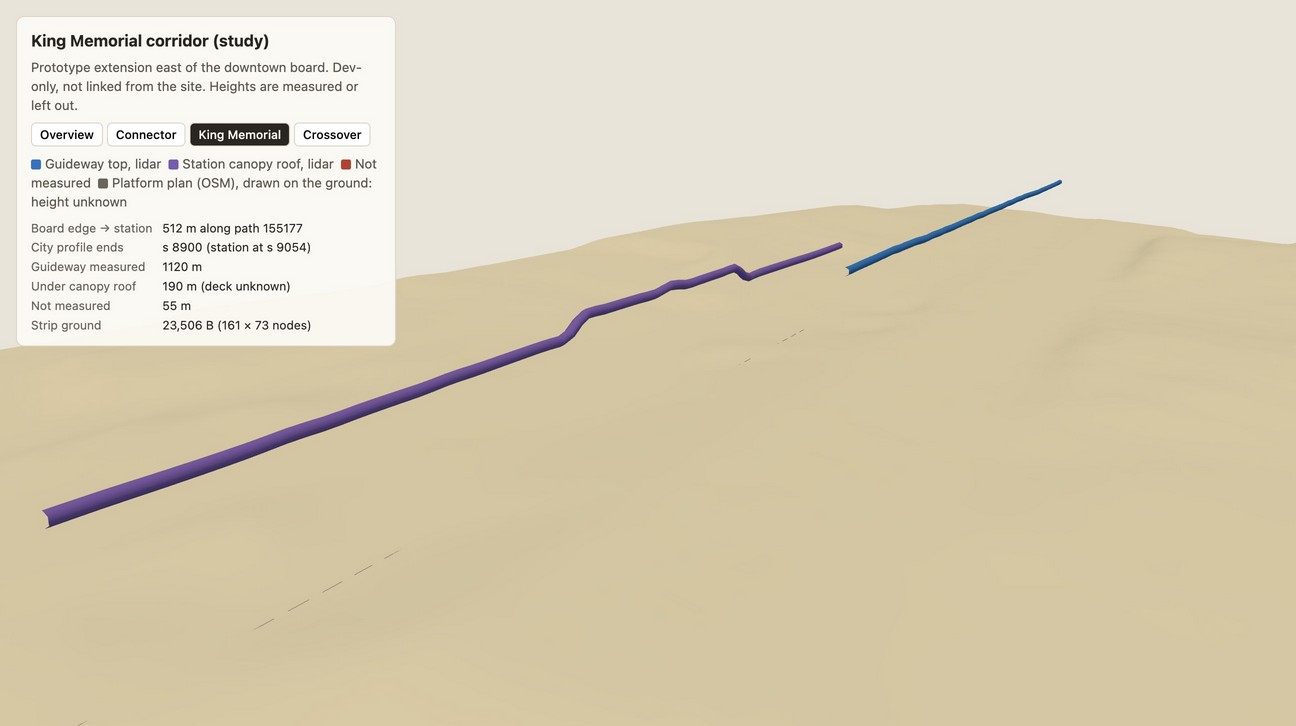 King Memorial corridor (study)
Prototype extension east of the downtown board. Dev-
only, not linked from the site. Heights are measured or
left out.
Overview Connector King Memorial Crossover
Guideway top, lidar Station canopy roof, lidar Not
measured Platform plan (OSM), drawn on the ground:
height unknown
Board edge → station 512 m along path 155177
City profile ends s 8900 (station at s 9054)
Guideway measured 1120 m
Under canopy roof 190 m (deck unknown)
Not measured 55 m
Strip ground 23,506 B (161 × 73 nodes)